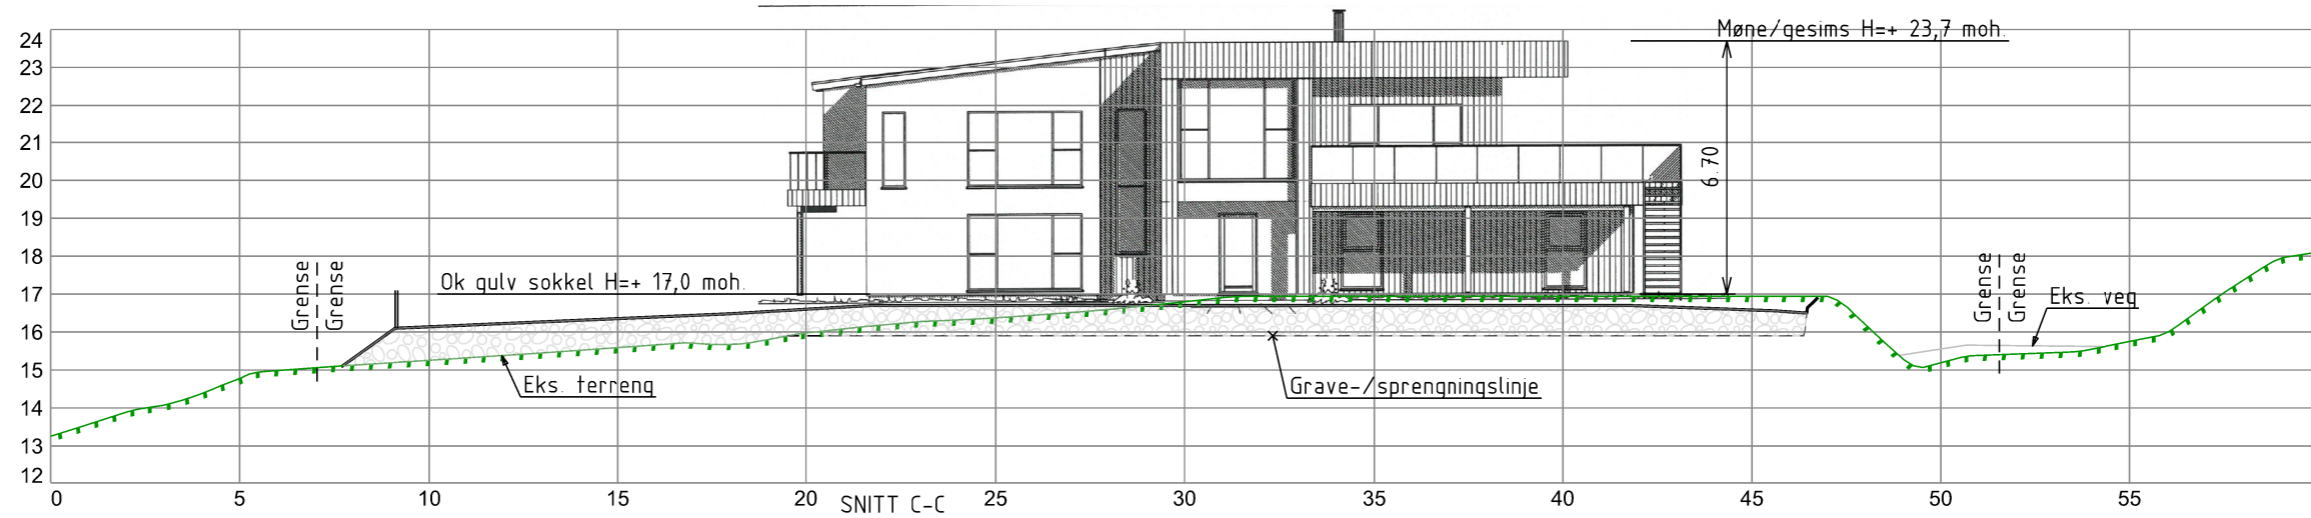 Møne/gesims H=+ 23,7 moh.
24
23
22
21
20
19
18
17
16
15
14
13
12
6.70
Grense
Grense
Ok gulv sokkel H=+ 17,0 moh.
Grense
Grense
Eks. veg
Eks. terreng
Grave-/sprengningslinje
0 5 10 15 20 25 30 35 40 45 50 55
SNITT C-C